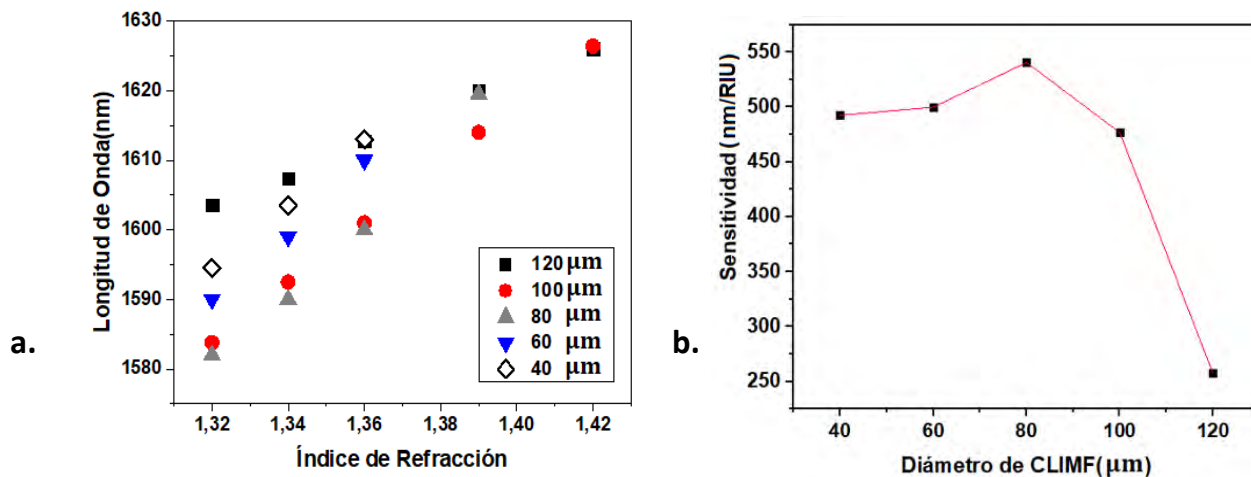 a.
Longitud de Onda(nm)
1630
1620
1610
1600
1590
1580
1,32 1,34 1,36 1,38 1,40 1,42
Índice de Refracción
120 μm
100 μm
80 μm
60 μm
40 μm
b.
Sensitividad (nm/RIU)
550
500
450
400
350
300
250
40 60 80 100 120
Diámetro de CLIMF(μm)